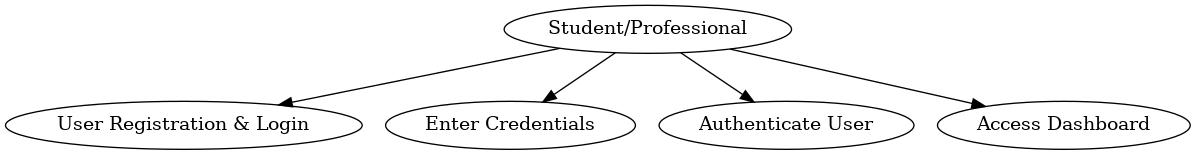 Student/Professional
User Registration & Login
Enter Credentials
Authenticate User
Access Dashboard